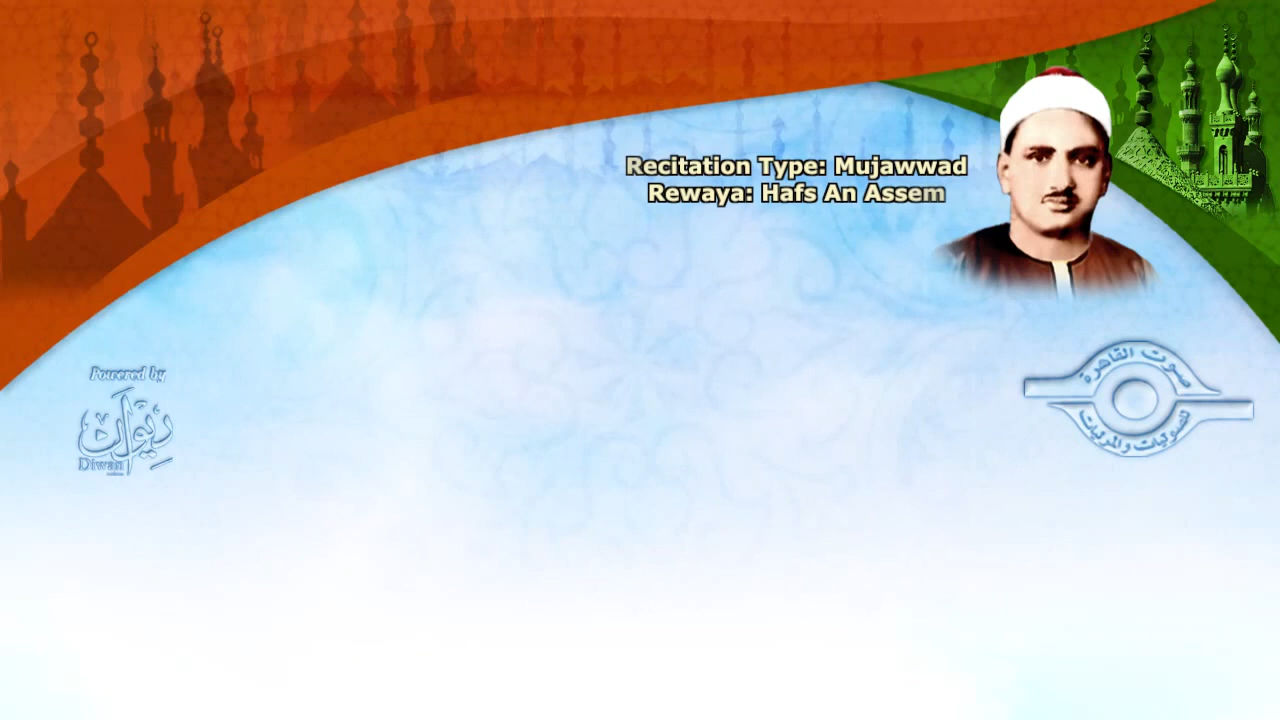 Recitation Type: Mujawwad
Rewaya: Hafs An Assem
صوت القاهرة
للصوتيات والمرئيات
Powered by
ديوان
Diwan